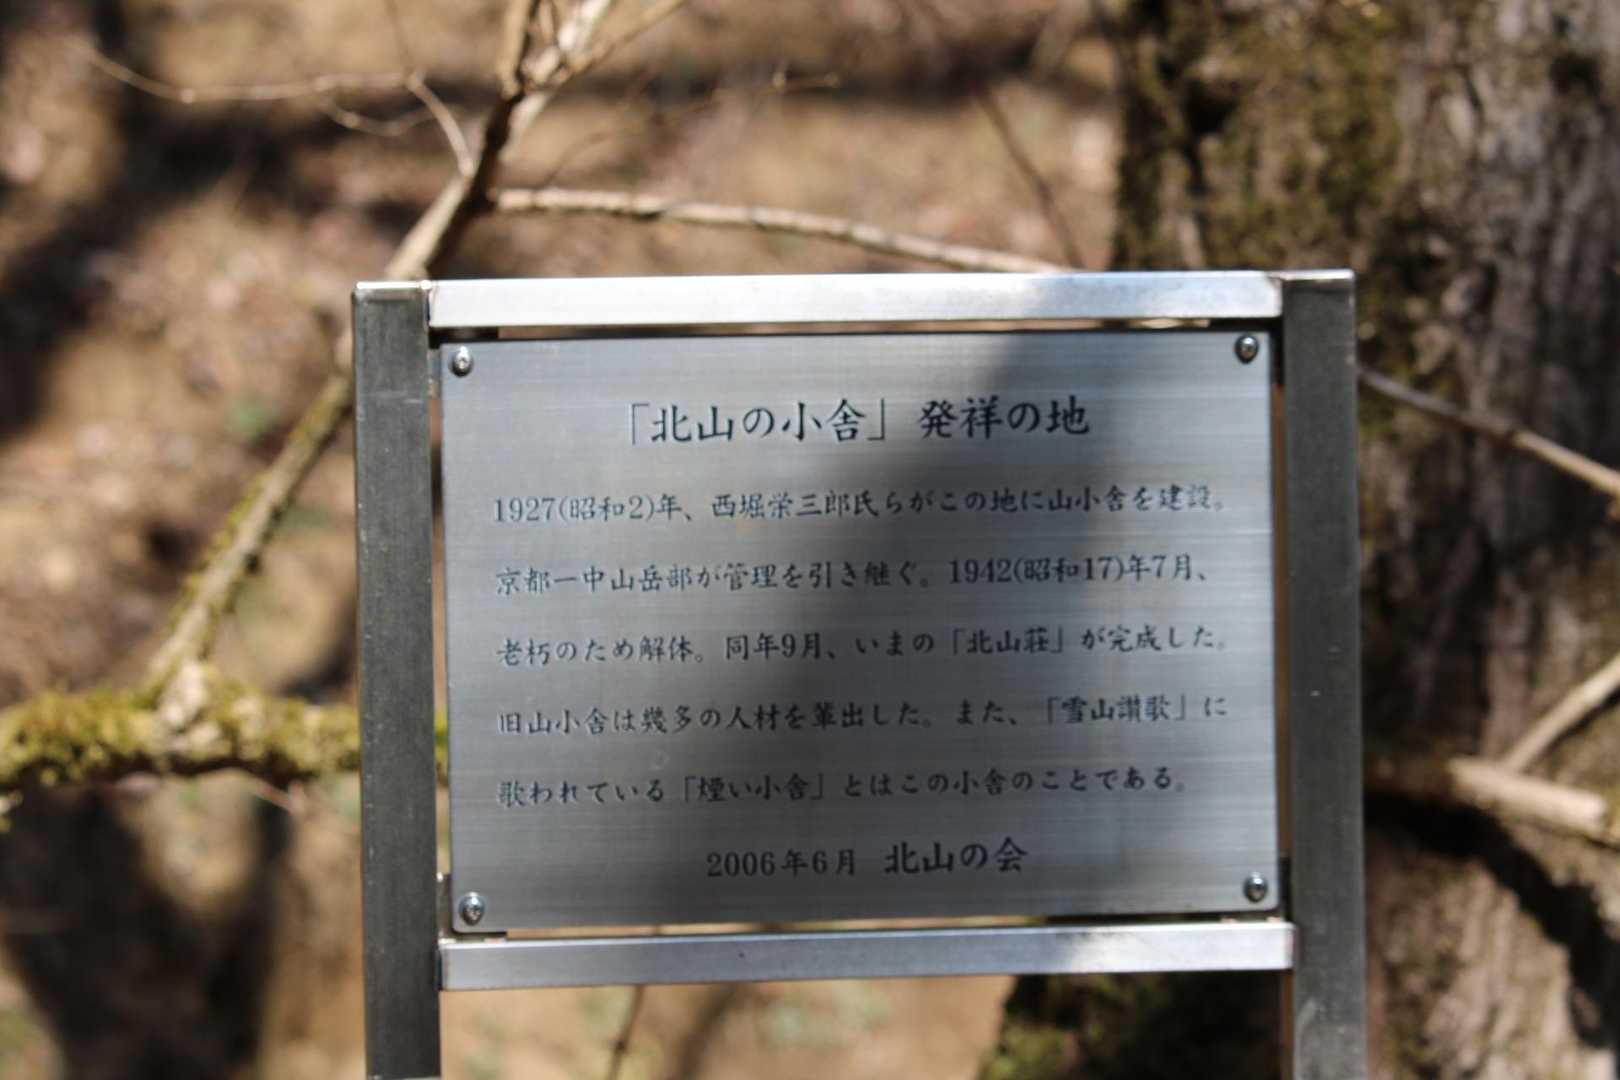 「北山の小舎」発祥の地
1927(昭和2)年、西堀栄三郎氏らがこの地に山小舎を建設。
京都一中山岳部が管理を引き継ぐ。1942(昭和17)年7月、
老朽のため解体。同年9月、いまの「北山荘」が完成した。
旧山小舎は幾多の人材を輩出した。また、「雪山讃歌」に
歌われている「煙い小舎」とはこの小舎のことである。
2006年6月 北山の会